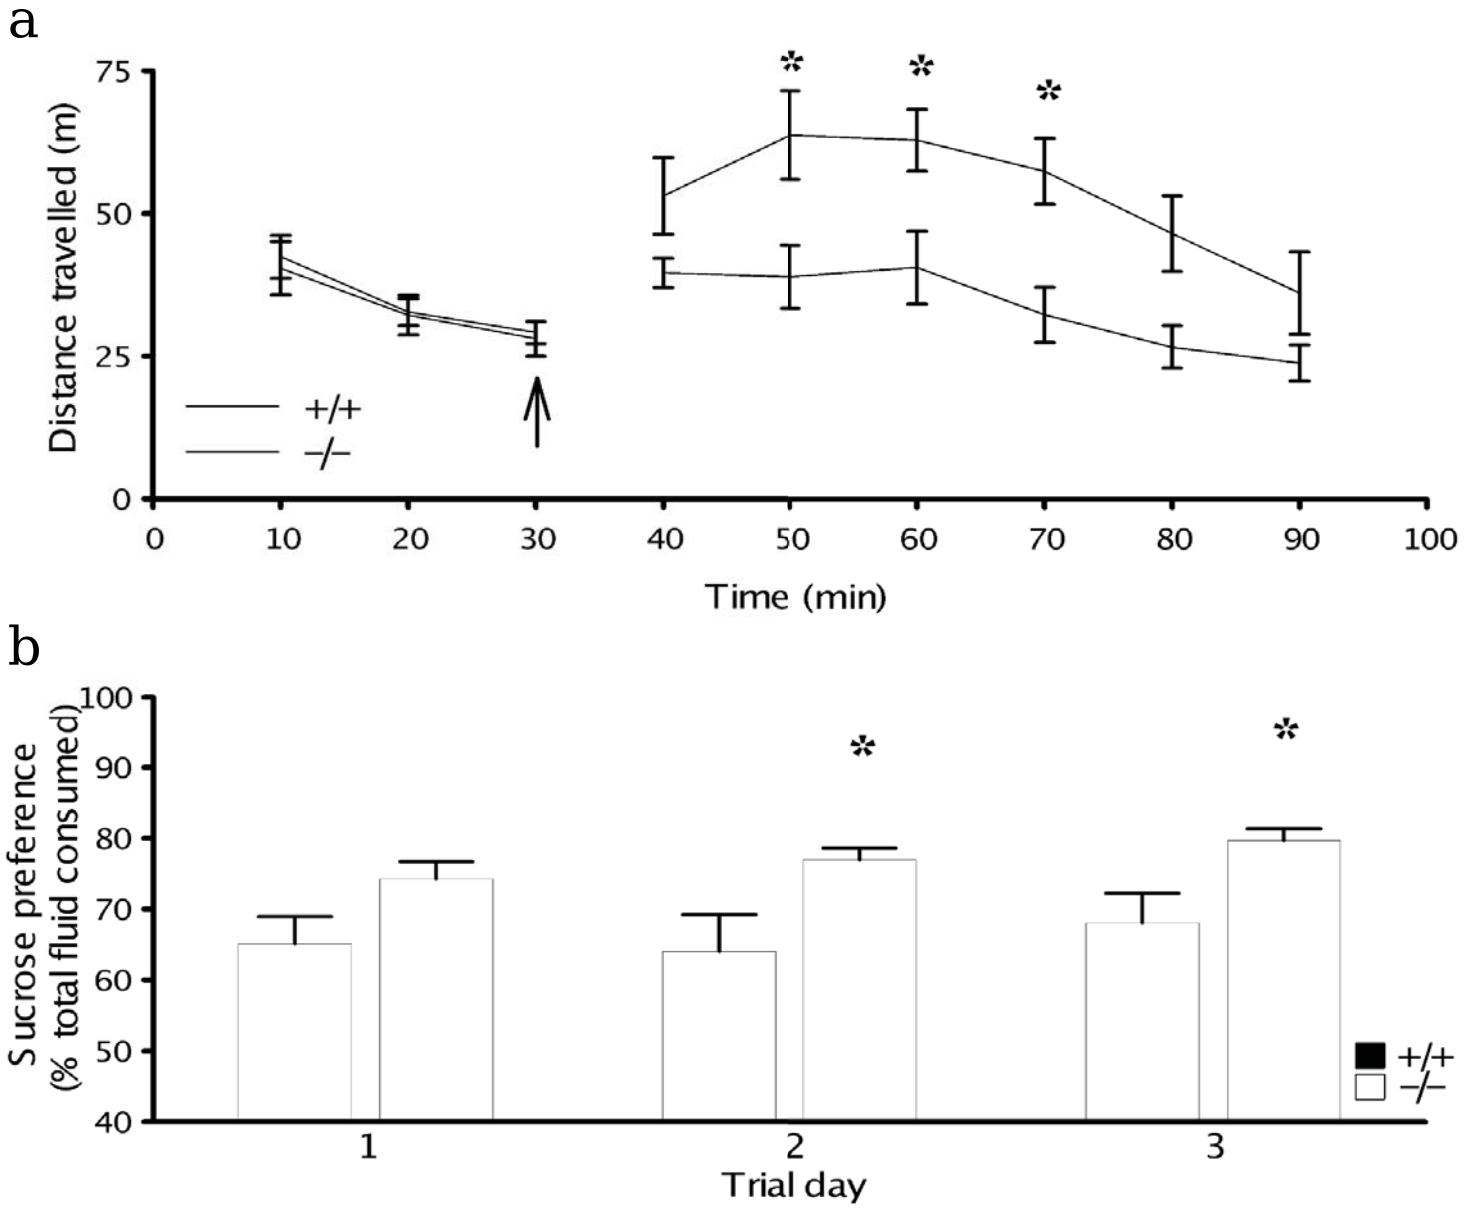 a
75
50
25
0
Distance travelled (m)
* * *
+/+
−/−
0 10 20 30 40 50 60 70 80 90 100
Time (min)
b
100
90
80
70
60
50
40
Sucrose preference
(% total fluid consumed)
* *
+/+
−/−
1 2 3
Trial day